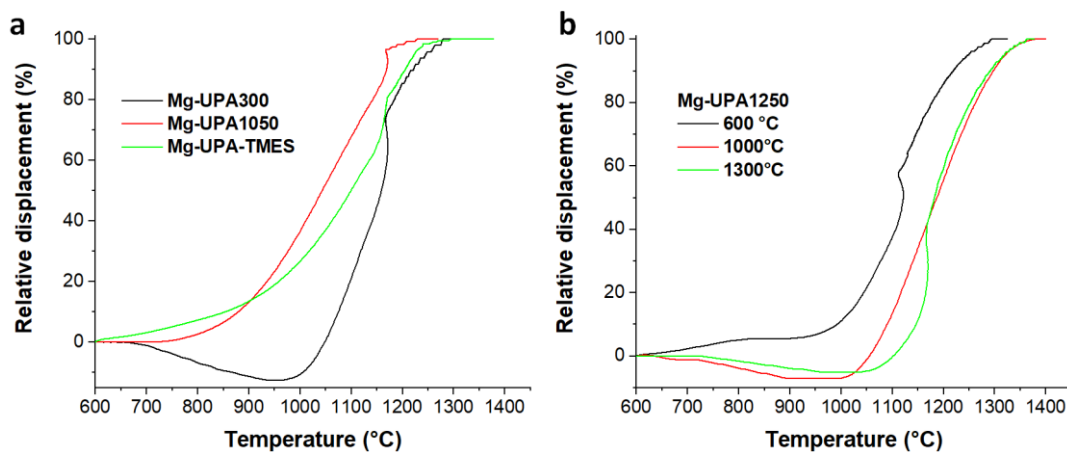 a
Relative displacement (%)
100
80
60
40
20
0
Mg-UPA300
Mg-UPA1050
Mg-UPA-TMES
600 700 800 900 1000 1100 1200 1300 1400
Temperature (°C)
b
Relative displacement (%)
100
80
60
40
20
0
Mg-UPA1250
600 °C
1000°C
1300°C
600 700 800 900 1000 1100 1200 1300 1400
Temperature (°C)